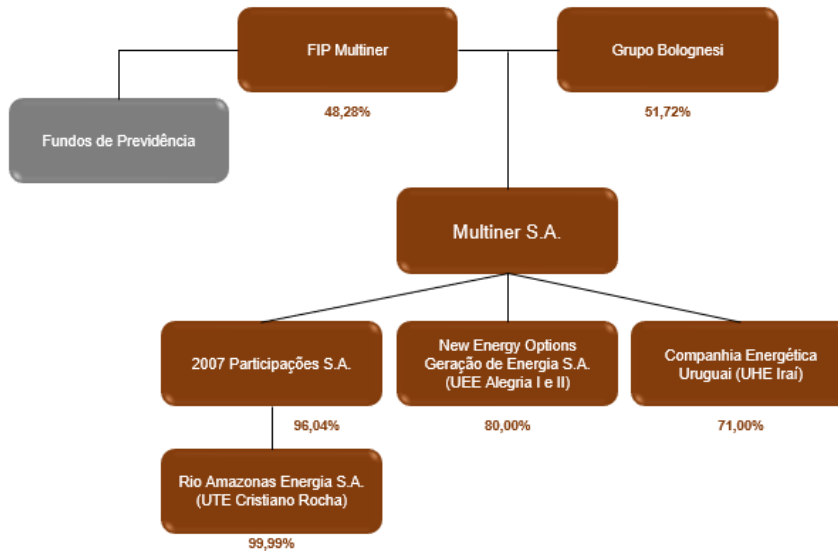 FIP Multiner
Grupo Bolognesi
48,28%
51,72%
Fundos de Previdência
Multiner S.A.
2007 Participações S.A.
New Energy Options
Geração de Energia S.A.
(UEE Alegria I e II)
Companhia Energética
Uruguai (UHE Iraí)
96,04%
80,00%
71,00%
Rio Amazonas Energia S.A.
(UTE Cristiano Rocha)
99,99%